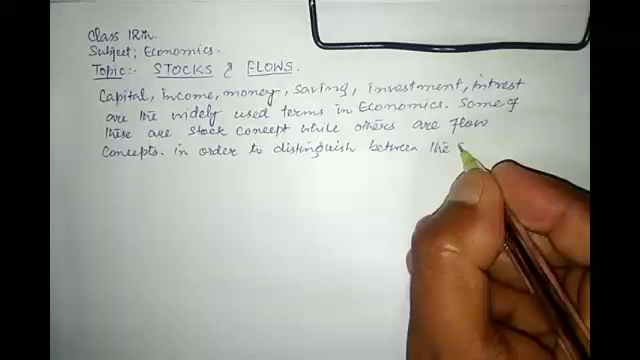 Class 12th.
Subject; Economics.
Topic:- STOCKS & FLOWS.
Capital, income, money, saving, investment, intrest
are the widely used terms in Economics. Some of
these are stock concept while others are flow
concepts. in order to distinguish between the